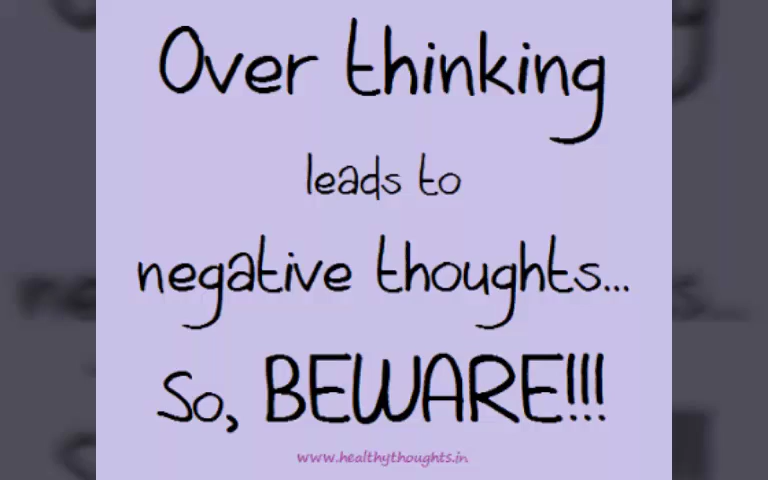 Over thinking
leads to
negative thoughts...
So, BEWARE!!!
www.healthythoughts.in